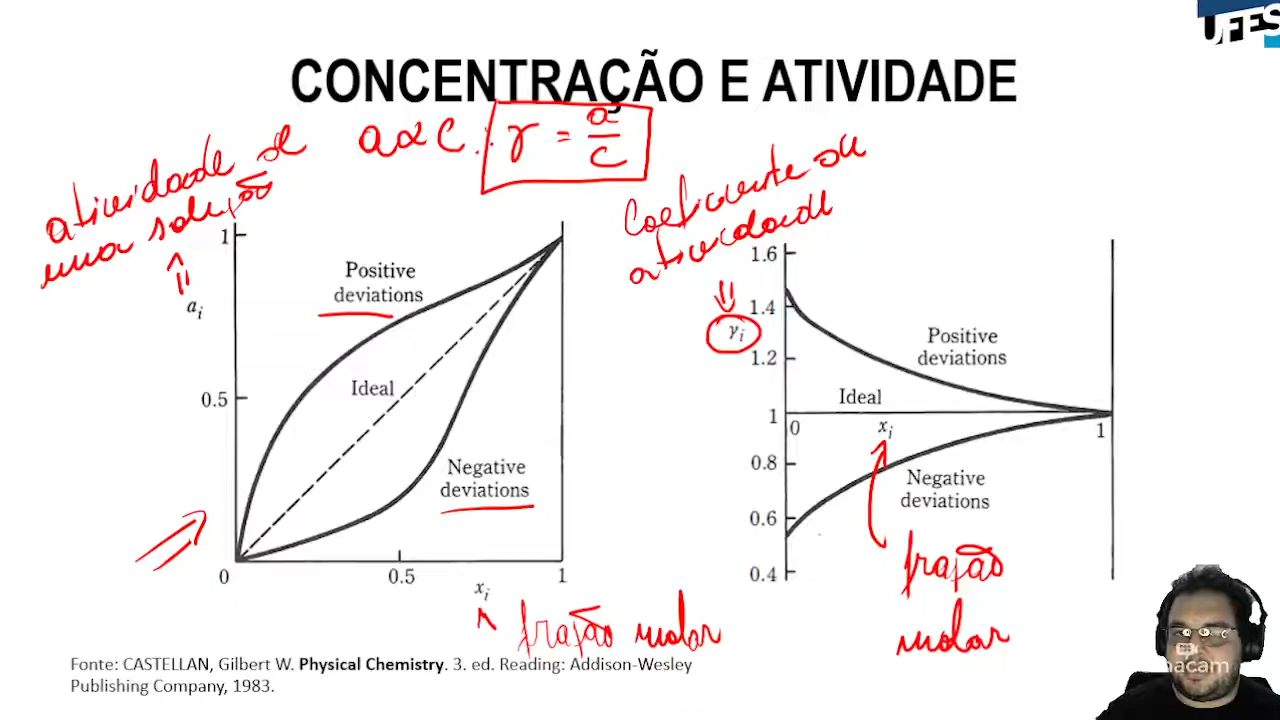 UFES
CONCENTRAÇÃO E ATIVIDADE
a ∝ C ∴ γ = a/c
atividade de
uma solução
coeficiente de
atividade
1
Positive
deviations
a_i
Ideal
0.5
Negative
deviations
0
0.5
x_i
1
fração molar
1.6
1.4
γ_i
1.2
Positive
deviations
Ideal
1
0
x_i
1
0.8
Negative
deviations
0.6
0.4
fração
molar
Fonte: CASTELLAN, Gilbert W. Physical Chemistry. 3. ed. Reading: Addison-Wesley
Publishing Company, 1983.